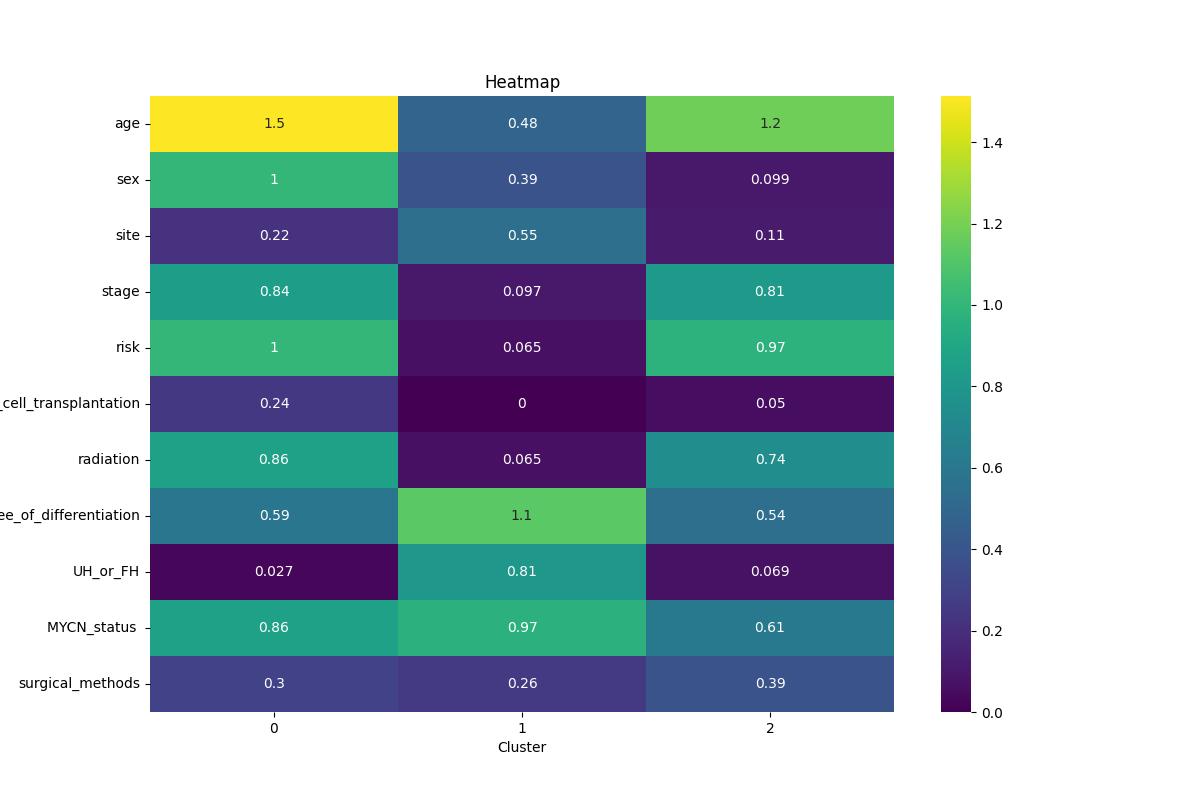 Heatmap
age 1.5 0.48 1.2
sex 1 0.39 0.099
site 0.22 0.55 0.11
stage 0.84 0.097 0.81
risk 1 0.065 0.97
_cell_transplantation 0.24 0 0.05
radiation 0.86 0.065 0.74
ee_of_differentiation 0.59 1.1 0.54
UH_or_FH 0.027 0.81 0.069
MYCN_status 0.86 0.97 0.61
surgical_methods 0.3 0.26 0.39
0 1 2
Cluster
1.4
1.2
1.0
0.8
0.6
0.4
0.2
0.0